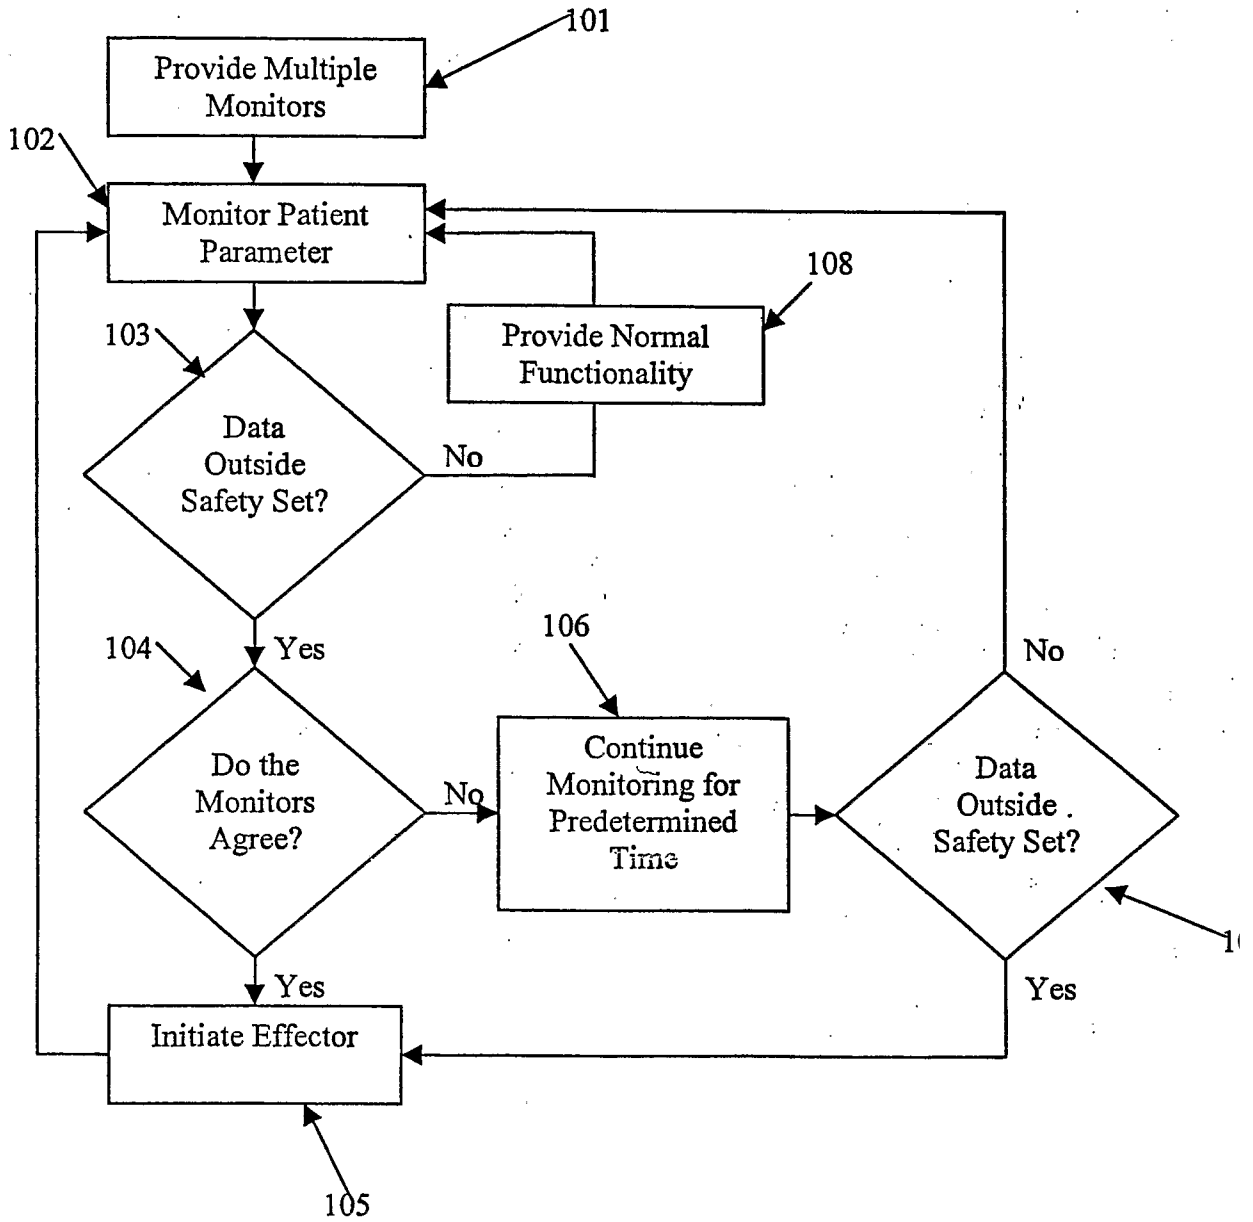 101
Provide Multiple
Monitors
102
Monitor Patient
Parameter
108
Provide Normal
Functionality
103
Data
Outside
Safety Set?
No
Yes
104
106
No
Do the
Monitors
Agree?
No
Continue
Monitoring for
Predetermined
Time
Data
Outside
Safety Set?
Yes
Yes
Initiate Effector
105